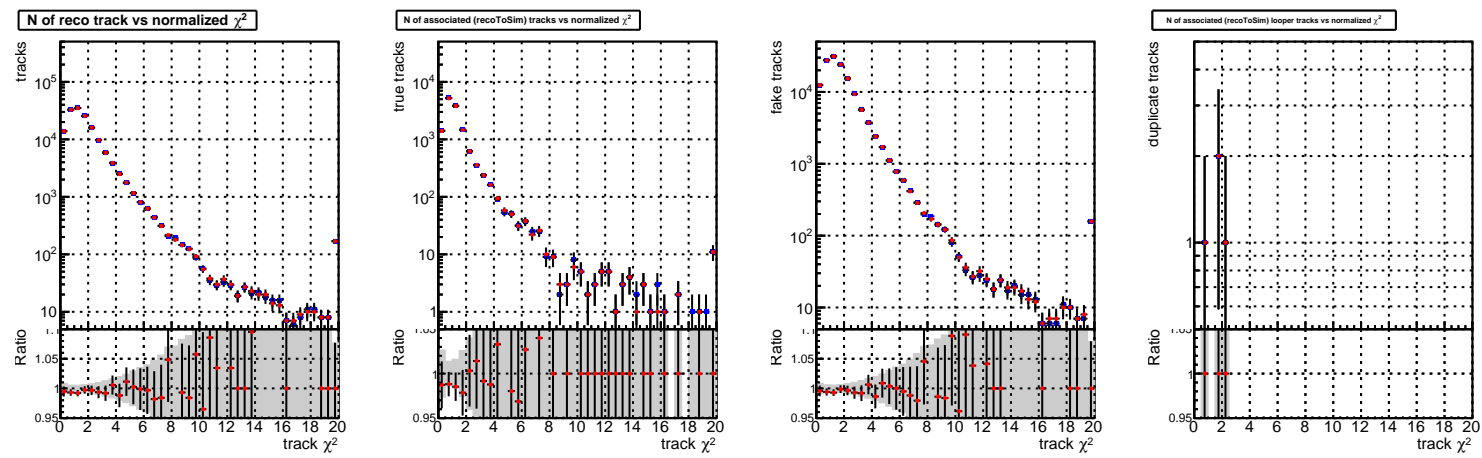 N of reco track vs normalized χ²
tracks
10⁵
10⁴
10³
10²
10
Ratio
1.1
1.05
1
0.95
0 2 4 6 8 10 12 14 16 18 20
track χ²
N of associated (recoToSim) tracks vs normalized χ²
true tracks
10⁴
10³
10²
10
1
Ratio
1.05
1
0.95
0 2 4 6 8 10 12 14 16 18 20
track χ²
fake tracks
10⁴
10³
10²
10
Ratio
1.1
1.05
1
0.95
0 2 4 6 8 10 12 14 16 18 20
track χ²
N of associated (recoToSim) looper tracks vs normalized χ²
duplicate tracks
1
Ratio
1.05
1
0.95
0 2 4 6 8 10 12 14 16 18 20
track χ²